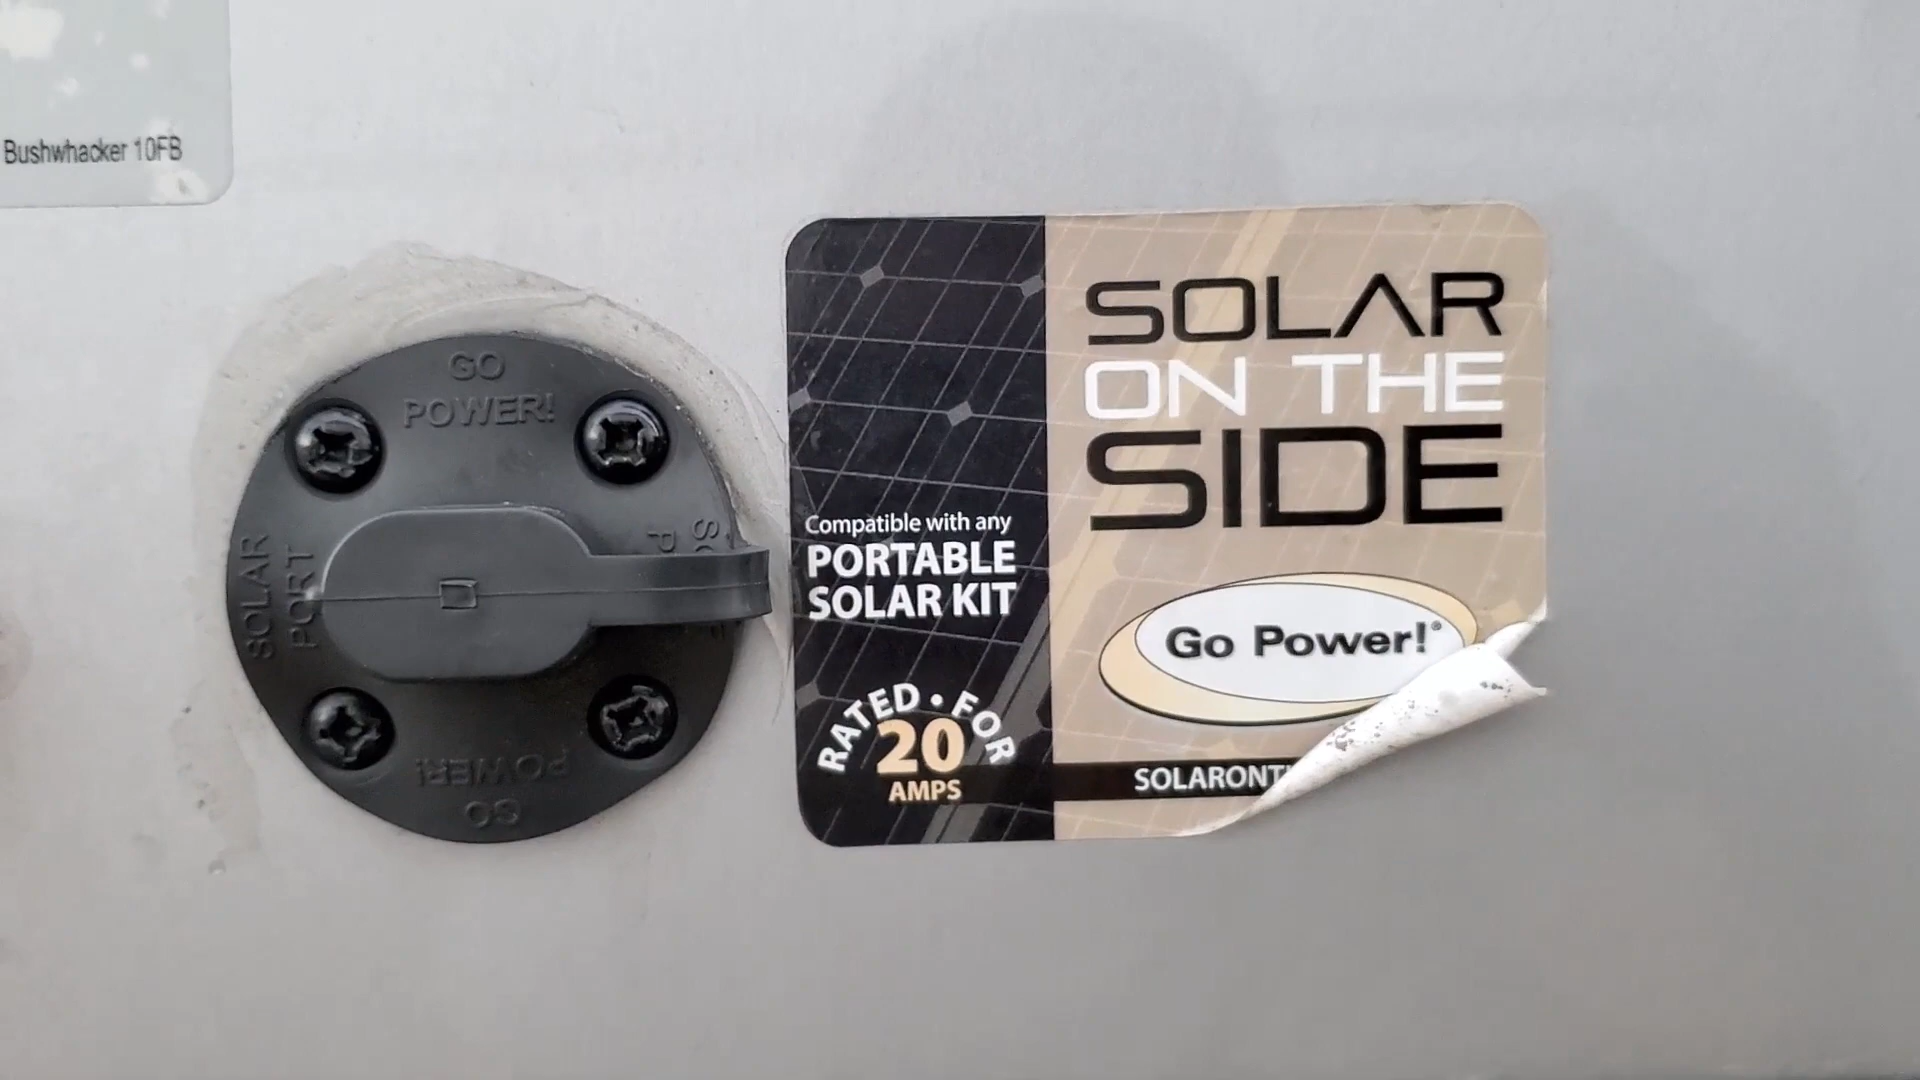 Bushwhacker 10FB
GO
POWER!
SOLAR
PORT
POWER!
GO
SOLAR
ON THE
SIDE
Compatible with any
PORTABLE
SOLAR KIT
RATED • FOR
20
AMPS
Go Power!®